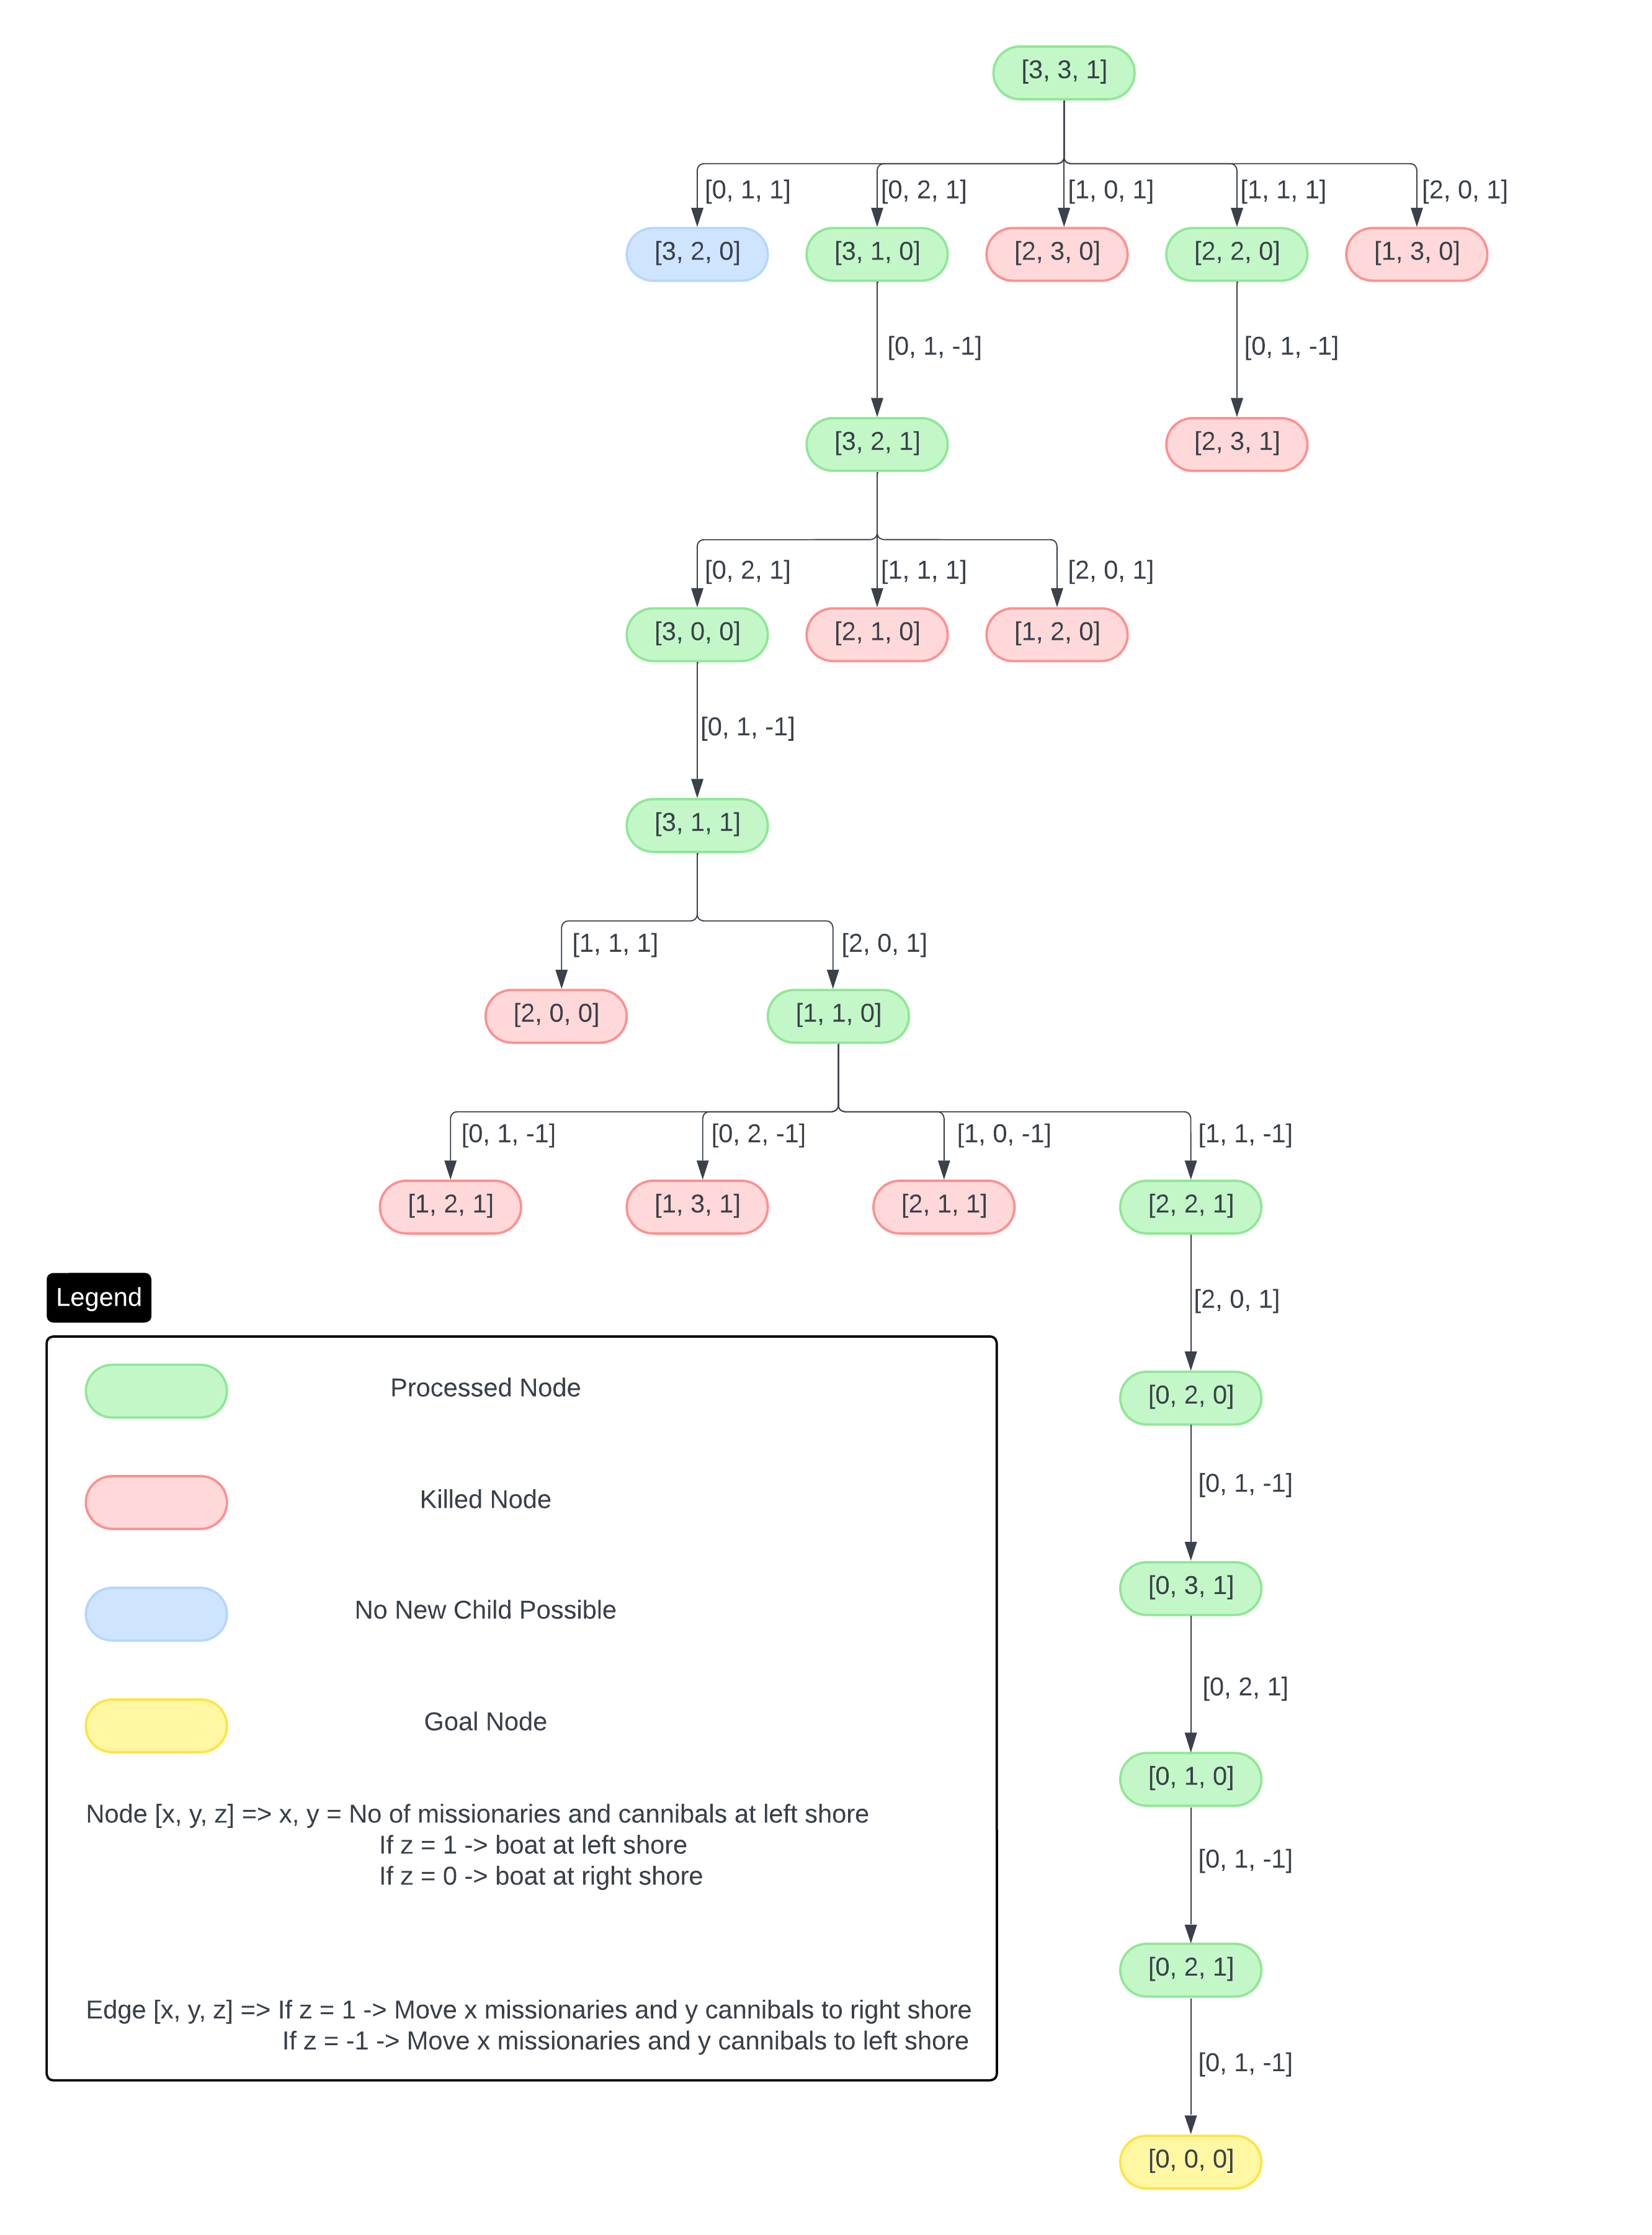 [3, 3, 1]
[0, 1, 1]
[0, 2, 1]
[1, 0, 1]
[1, 1, 1]
[2, 0, 1]
[3, 2, 0]
[3, 1, 0]
[2, 3, 0]
[2, 2, 0]
[1, 3, 0]
[0, 1, -1]
[0, 1, -1]
[3, 2, 1]
[2, 3, 1]
[0, 2, 1]
[1, 1, 1]
[2, 0, 1]
[3, 0, 0]
[2, 1, 0]
[1, 2, 0]
[0, 1, -1]
[3, 1, 1]
[1, 1, 1]
[2, 0, 1]
[2, 0, 0]
[1, 1, 0]
[0, 1, -1]
[0, 2, -1]
[1, 0, -1]
[1, 1, -1]
[1, 2, 1]
[1, 3, 1]
[2, 1, 1]
[2, 2, 1]
[2, 0, 1]
[0, 2, 0]
[0, 1, -1]
[0, 3, 1]
[0, 2, 1]
[0, 1, 0]
[0, 1, -1]
[0, 2, 1]
[0, 1, -1]
[0, 0, 0]
Legend
Processed Node
Killed Node
No New Child Possible
Goal Node
Node [x, y, z] => x, y = No of missionaries and cannibals at left shore
If z = 1 -> boat at left shore
If z = 0 -> boat at right shore
Edge [x, y, z] => If z = 1 -> Move x missionaries and y cannibals to right shore
If z = -1 -> Move x missionaries and y cannibals to left shore